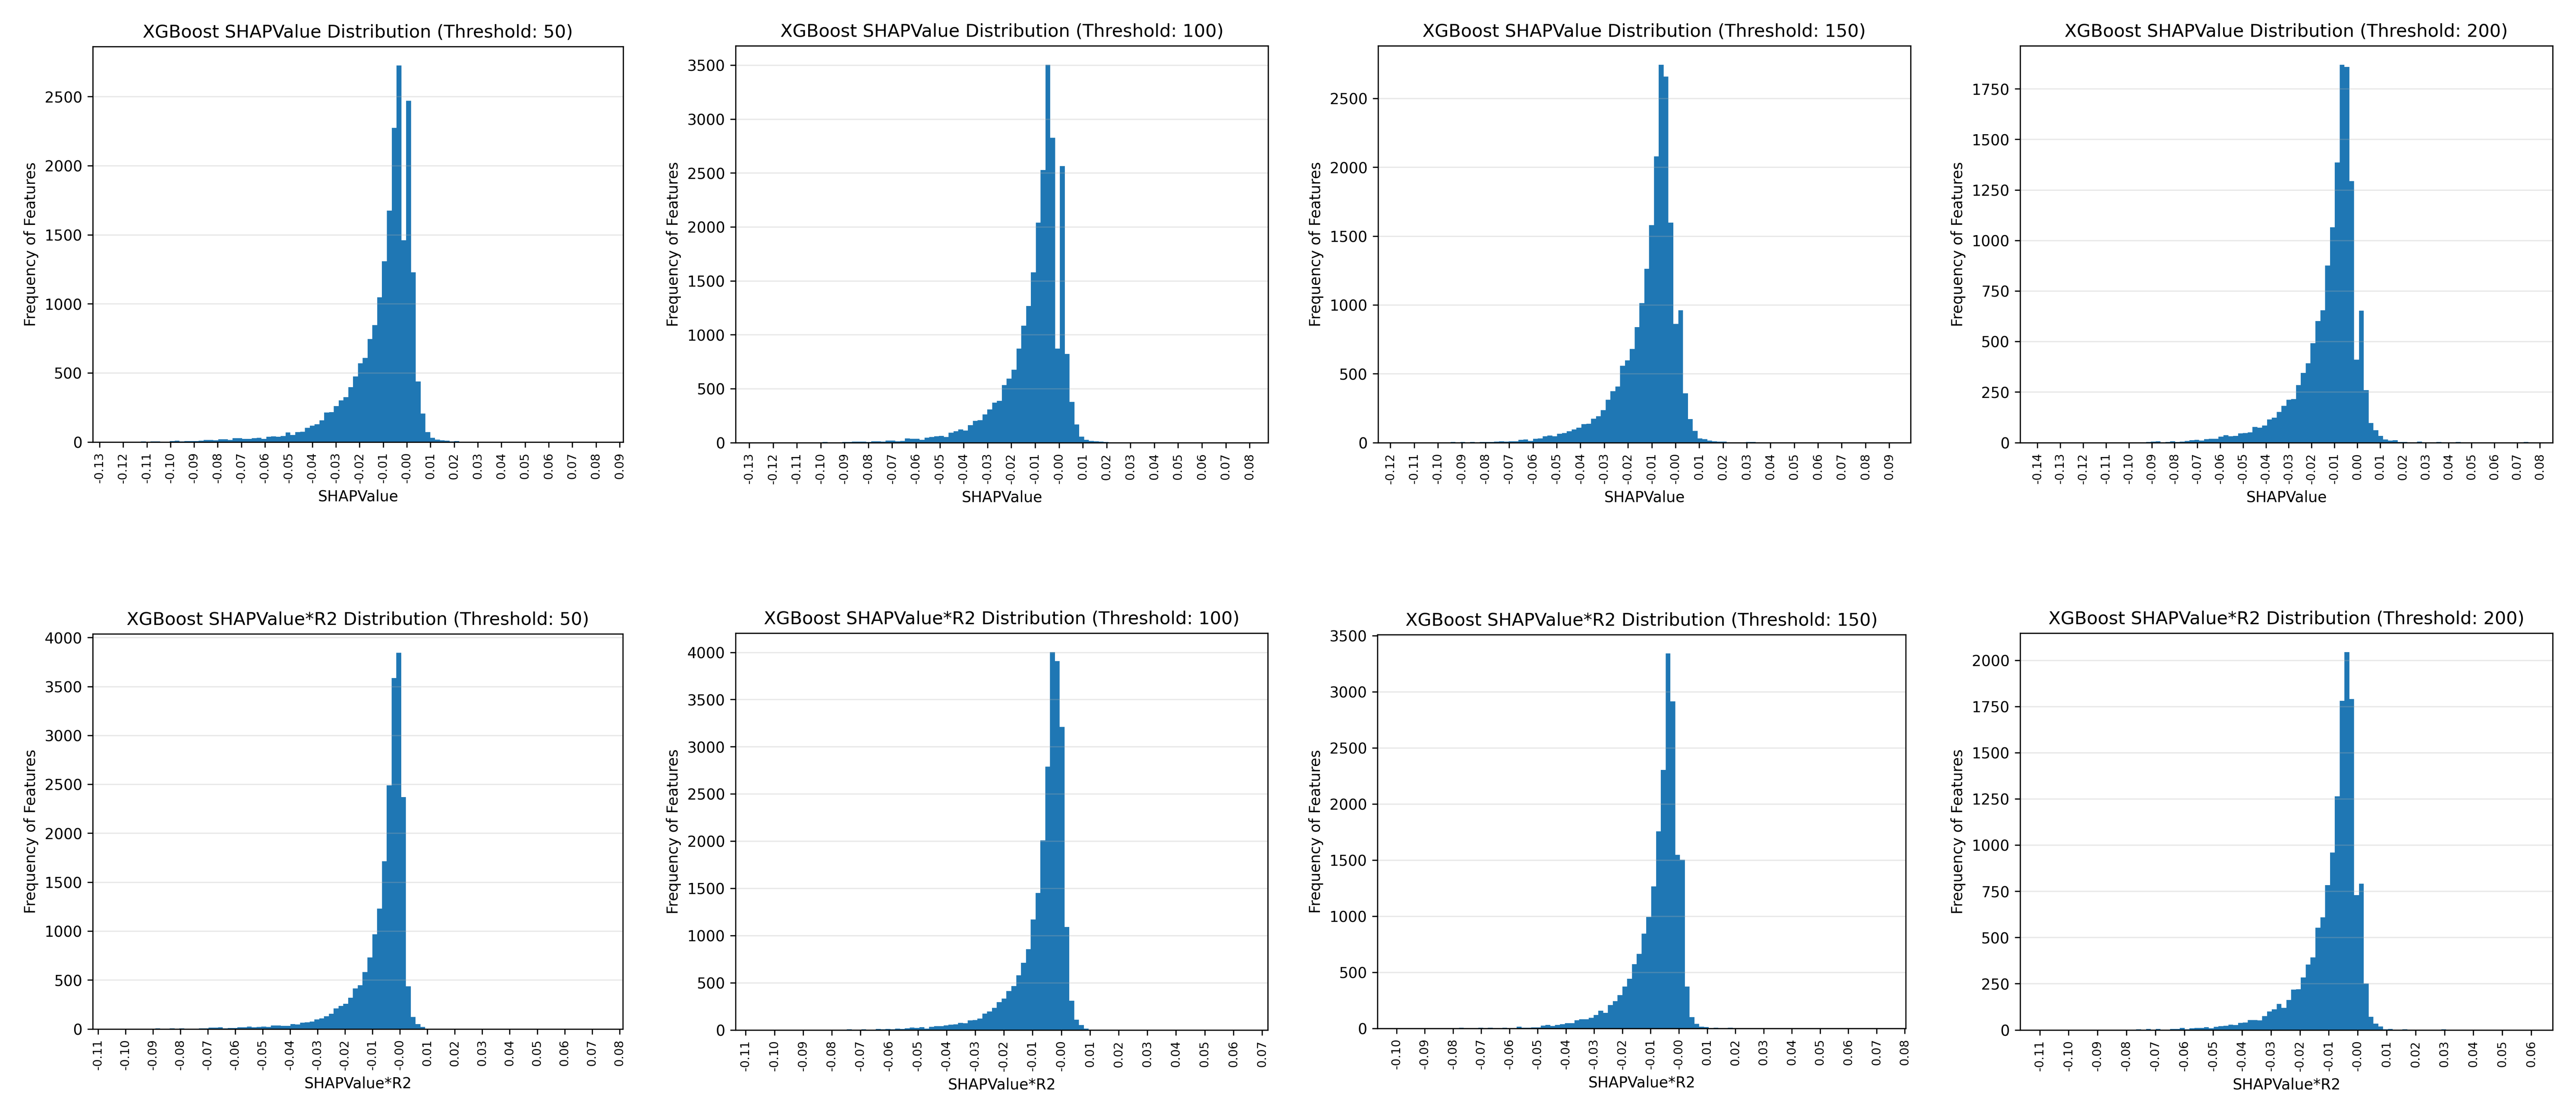 XGBoost SHAPValue Distribution (Threshold: 50)
Frequency of Features
2500
2000
1500
1000
500
0
-0.13 -0.12 -0.11 -0.10 -0.09 -0.08 -0.07 -0.06 -0.05 -0.04 -0.03 -0.02 -0.01 -0.00 0.01 0.02 0.03 0.04 0.05 0.06 0.07 0.08 0.09
SHAPValue
XGBoost SHAPValue Distribution (Threshold: 100)
Frequency of Features
3500
3000
2500
2000
1500
1000
500
0
-0.13 -0.12 -0.11 -0.10 -0.09 -0.08 -0.07 -0.06 -0.05 -0.04 -0.03 -0.02 -0.01 -0.00 0.01 0.02 0.03 0.04 0.05 0.06 0.07 0.08
SHAPValue
XGBoost SHAPValue Distribution (Threshold: 150)
Frequency of Features
2500
2000
1500
1000
500
0
-0.12 -0.11 -0.10 -0.09 -0.08 -0.07 -0.06 -0.05 -0.04 -0.03 -0.02 -0.01 -0.00 0.01 0.02 0.03 0.04 0.05 0.06 0.07 0.08 0.09
SHAPValue
XGBoost SHAPValue Distribution (Threshold: 200)
Frequency of Features
1750
1500
1250
1000
750
500
250
0
-0.14 -0.13 -0.12 -0.11 -0.10 -0.09 -0.08 -0.07 -0.06 -0.05 -0.04 -0.03 -0.02 -0.01 0.00 0.01 0.02 0.03 0.04 0.05 0.06 0.07 0.08
SHAPValue
XGBoost SHAPValue*R2 Distribution (Threshold: 50)
Frequency of Features
4000
3500
3000
2500
2000
1500
1000
500
0
-0.11 -0.10 -0.09 -0.08 -0.07 -0.06 -0.05 -0.04 -0.03 -0.02 -0.01 -0.00 0.01 0.02 0.03 0.04 0.05 0.06 0.07 0.08
SHAPValue*R2
XGBoost SHAPValue*R2 Distribution (Threshold: 100)
Frequency of Features
4000
3500
3000
2500
2000
1500
1000
500
0
-0.11 -0.10 -0.09 -0.08 -0.07 -0.06 -0.05 -0.04 -0.03 -0.02 -0.01 -0.00 0.01 0.02 0.03 0.04 0.05 0.06 0.07
SHAPValue*R2
XGBoost SHAPValue*R2 Distribution (Threshold: 150)
Frequency of Features
3500
3000
2500
2000
1500
1000
500
0
-0.10 -0.09 -0.08 -0.07 -0.06 -0.05 -0.04 -0.03 -0.02 -0.01 -0.00 0.01 0.02 0.03 0.04 0.05 0.06 0.07 0.08
SHAPValue*R2
XGBoost SHAPValue*R2 Distribution (Threshold: 200)
Frequency of Features
2000
1750
1500
1250
1000
750
500
250
0
-0.11 -0.10 -0.09 -0.08 -0.07 -0.06 -0.05 -0.04 -0.03 -0.02 -0.01 -0.00 0.01 0.02 0.03 0.04 0.05 0.06
SHAPValue*R2